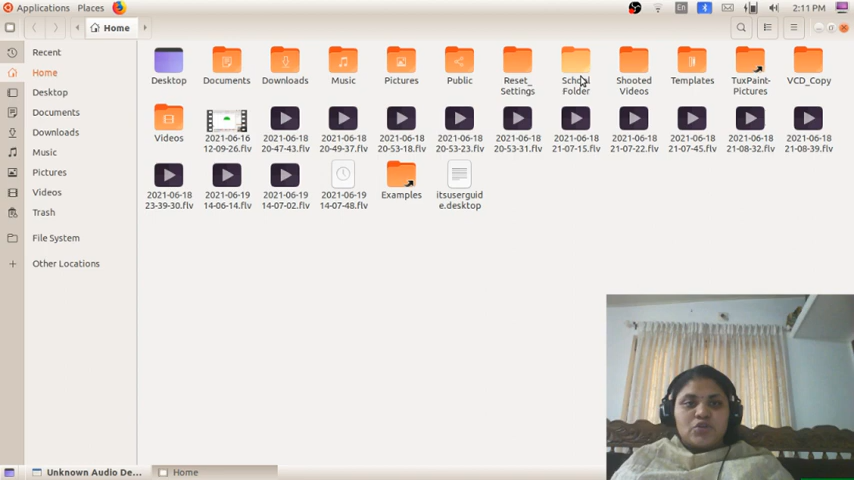 Applications Places En 2:11 PM
Home
Recent
Home
Desktop
Documents
Downloads
Music
Pictures
Videos
Trash
File System
Other Locations
Desktop Documents Downloads Music Pictures Public Reset_ School Shooted Templates TuxPaint- VCD_Copy
Settings Folder Videos Pictures
Videos 2021-06-16 2021-06-18 2021-06-18 2021-06-18 2021-06-18 2021-06-18 2021-06-18 2021-06-18 2021-06-18 2021-06-18 2021-06-18
12-09-26.flv 20-47-43.flv 20-49-37.flv 20-53-18.flv 20-53-23.flv 20-53-31.flv 21-07-15.flv 21-07-22.flv 21-07-45.flv 21-08-32.flv 21-08-39.flv
2021-06-18 2021-06-19 2021-06-19 2021-06-19 Examples itsuserguid
23-39-30.flv 14-06-14.flv 14-07-02.flv 14-07-48.flv e.desktop
Unknown Audio De... Home